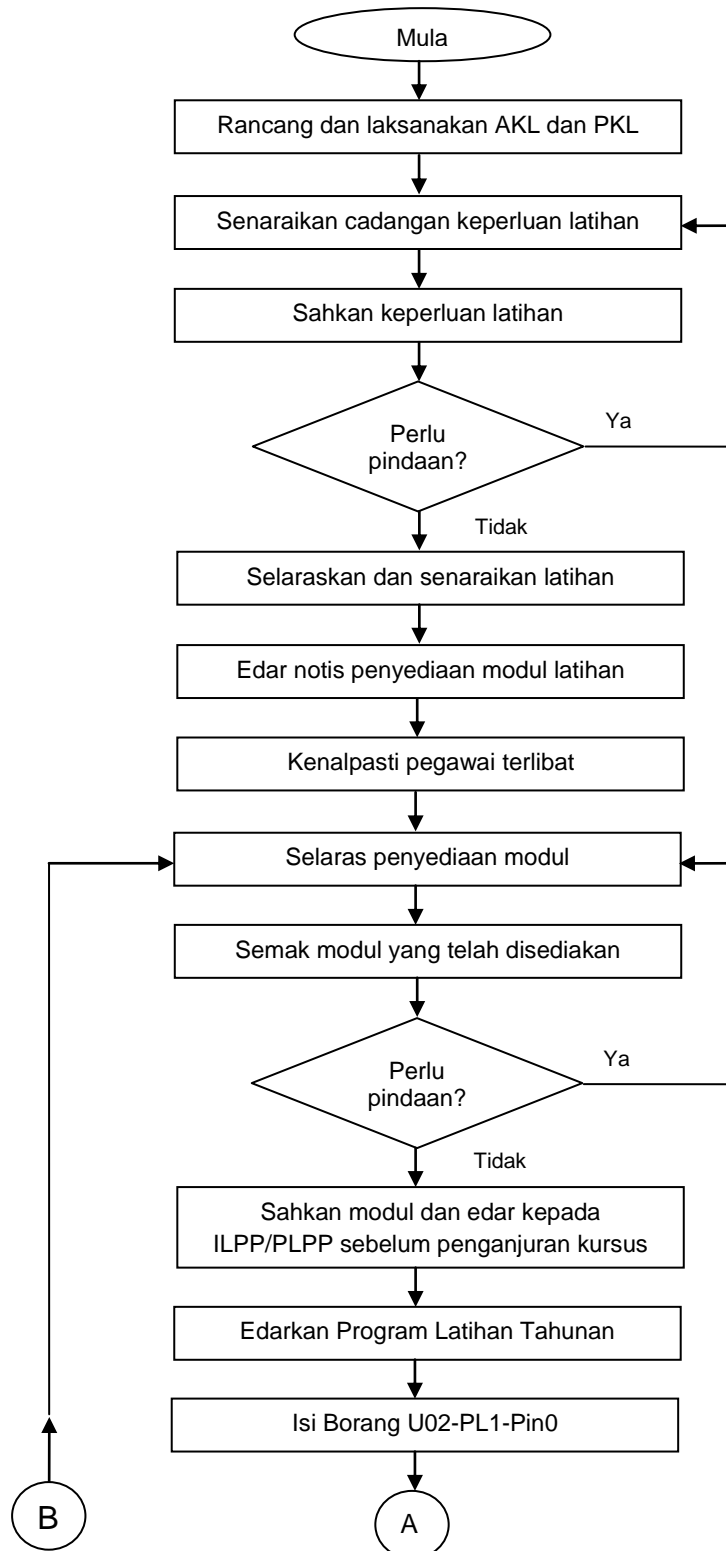 Mula
Rancang dan laksanakan AKL dan PKL
Senaraikan cadangan keperluan latihan
Sahkan keperluan latihan
Perlu
pindaan?
Ya
Tidak
Selaraskan dan senaraikan latihan
Edar notis penyediaan modul latihan
Kenalpasti pegawai terlibat
Selaras penyediaan modul
Semak modul yang telah disediakan
Perlu
pindaan?
Ya
Tidak
Sahkan modul dan edar kepada
ILPP/PLPP sebelum penganjuran kursus
Edarkan Program Latihan Tahunan
Isi Borang U02-PL1-Pin0
B
A